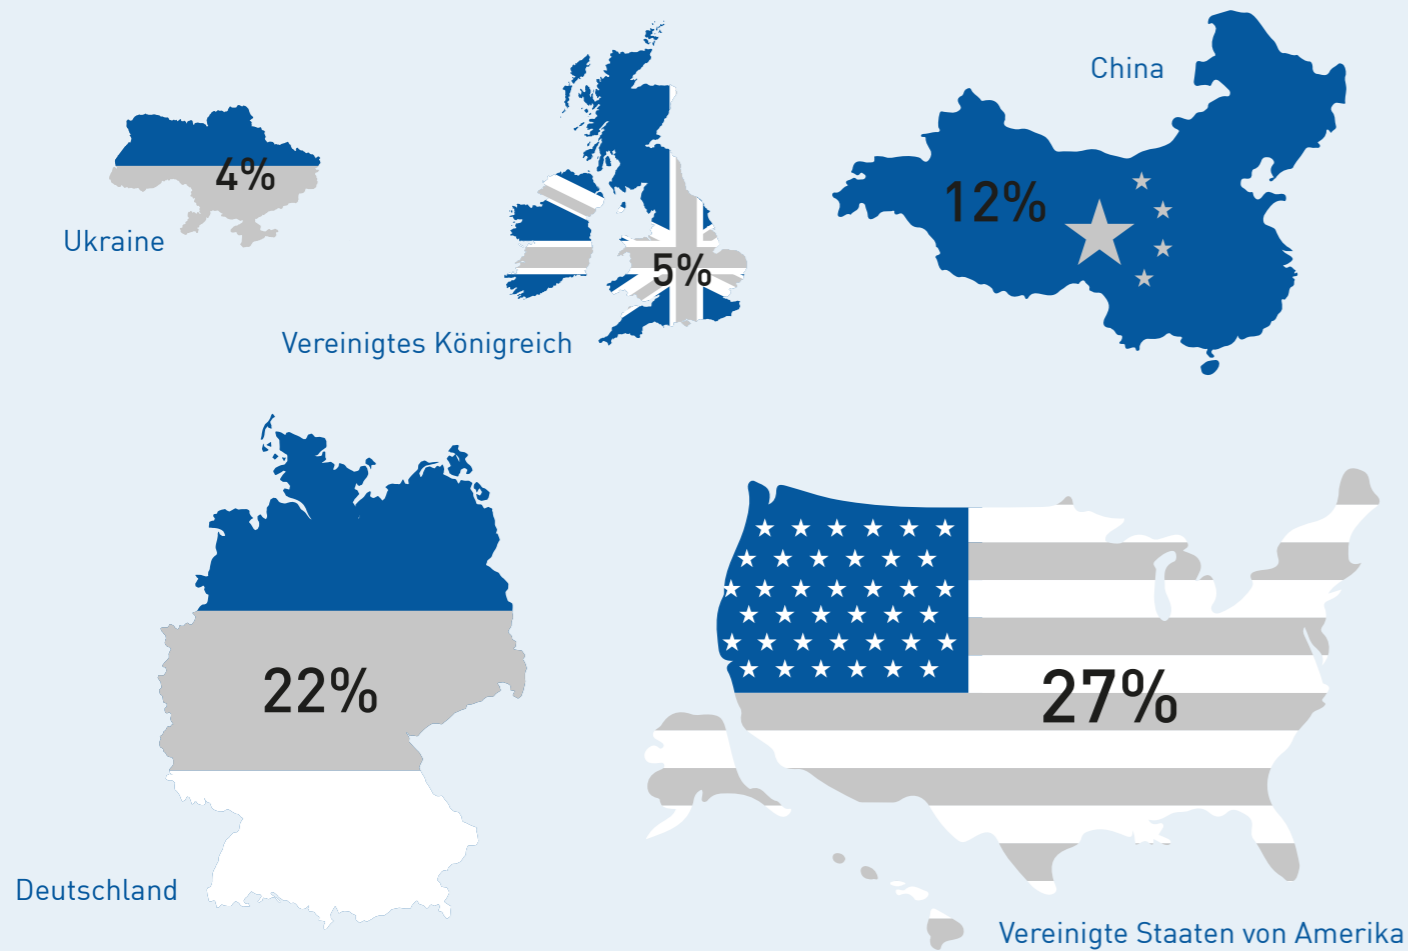 China
4%
12%
Ukraine
5%
Vereinigtes Königreich
22%
27%
Deutschland
Vereinigte Staaten von Amerika